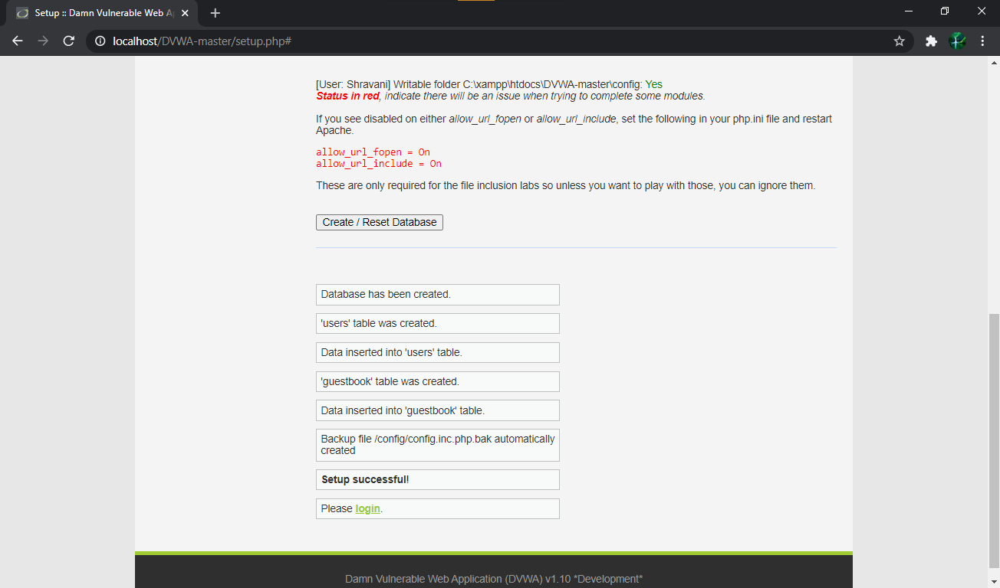 Setup :: Damn Vulnerable Web Ap
localhost/DVWA-master/setup.php#
[User: Shravani] Writable folder C:\xampp\htdocs\DVWA-master\config: Yes
Status in red, indicate there will be an issue when trying to complete some modules.
If you see disabled on either allow_url_fopen or allow_url_include, set the following in your php.ini file and restart
Apache.
allow_url_fopen = On
allow_url_include = On
These are only required for the file inclusion labs so unless you want to play with those, you can ignore them.
Create / Reset Database
Database has been created.
'users' table was created.
Data inserted into 'users' table.
'guestbook' table was created.
Data inserted into 'guestbook' table.
Backup file /config/config.inc.php.bak automatically
created
Setup successful!
Please login.
Damn Vulnerable Web Application (DVWA) v1.10 *Development*